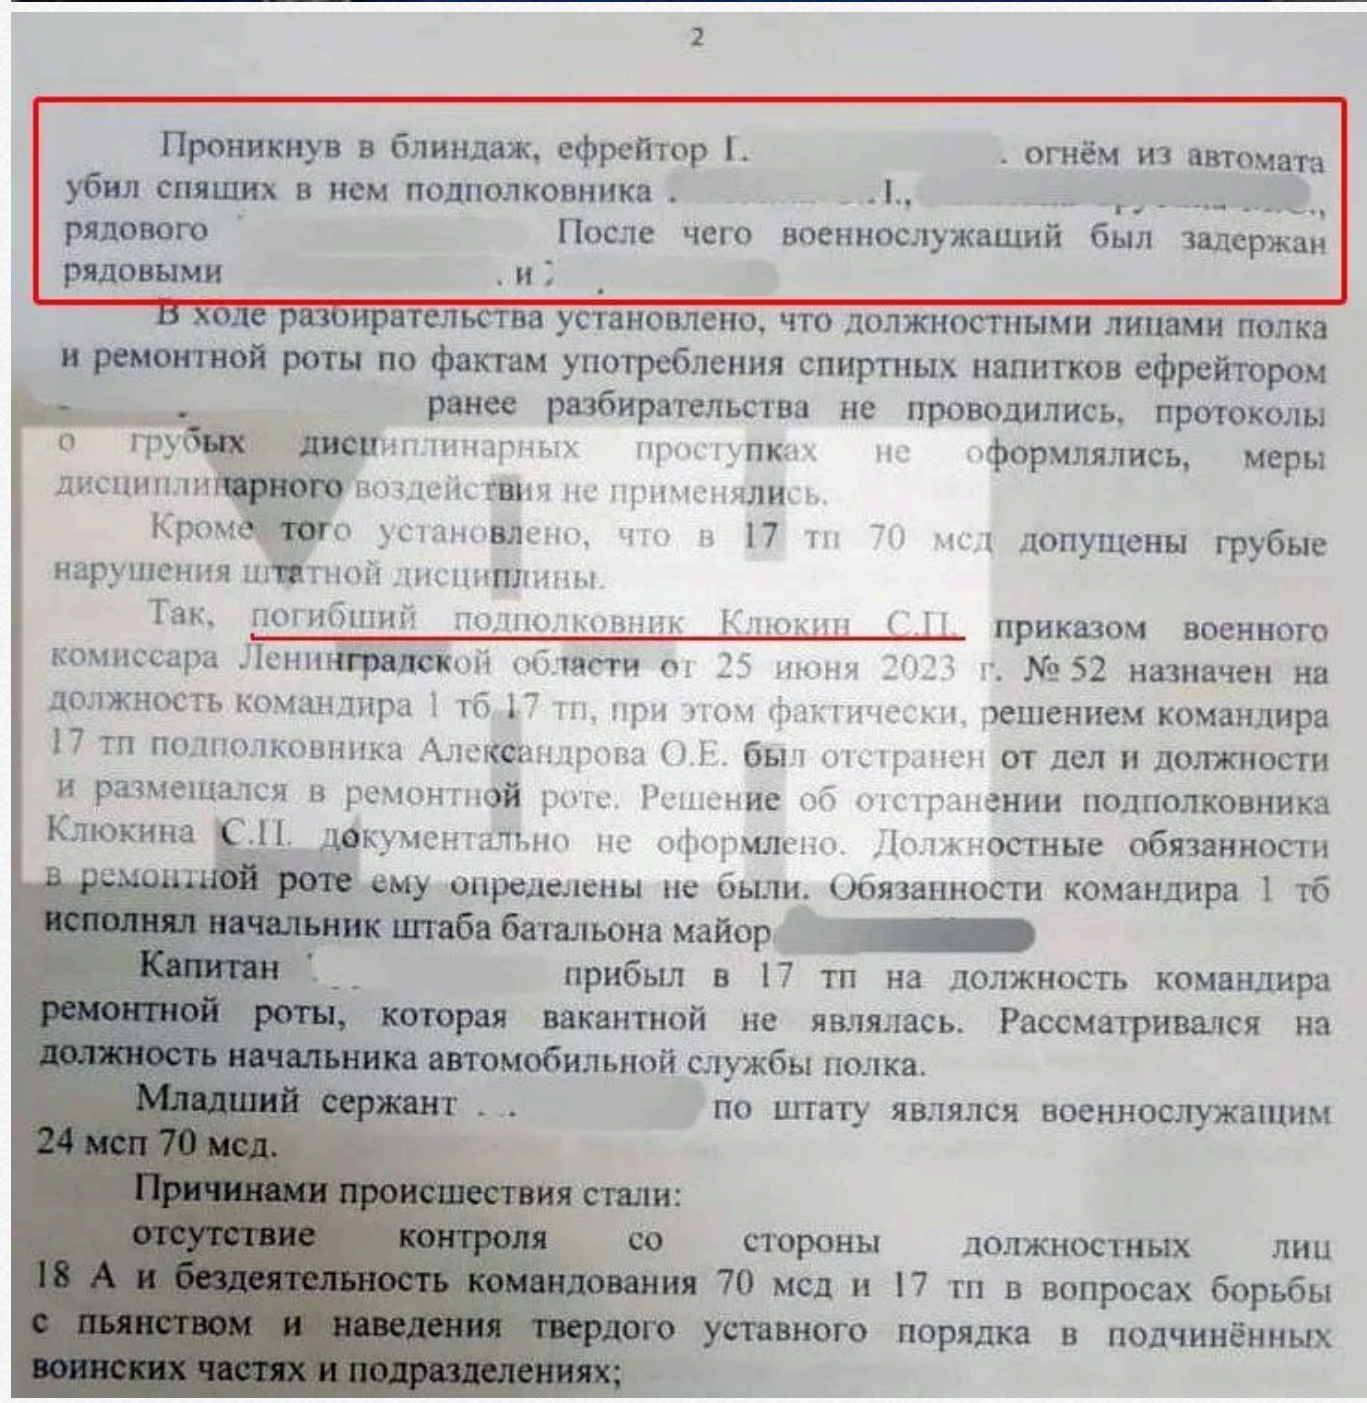 2
Проникнув в блиндаж, ефрейтор Г. огнём из автомата
убил спящих в нем подполковника
рядового После чего военнослужащий был задержан
рядовыми и
В ходе разбирательства установлено, что должностными лицами полка
и ремонтной роты по фактам употребления спиртных напитков ефрейтором
ранее разбирательства не проводились, протоколы
о грубых дисциплинарных проступках не оформлялись, меры
дисциплинарного воздействия не применялись.
Кроме того установлено, что в 17 тп 70 мсд допущены грубые
нарушения штатной дисциплины.
Так, погибший подполковник Клюкин С.П. приказом военного
комиссара Ленинградской области от 25 июня 2023 г. № 52 назначен на
должность командира 1 тб 17 тп, при этом фактически, решением командира
17 тп подполковника Александрова О.Е. был отстранен от дел и должности
и размещался в ремонтной роте. Решение об отстранении подполковника
Клюкина С.П. документально не оформлено. Должностные обязанности
в ремонтной роте ему определены не были. Обязанности командира 1 тб
исполнял начальник штаба батальона майор
Капитан прибыл в 17 тп на должность командира
ремонтной роты, которая вакантной не являлась. Рассматривался на
должность начальника автомобильной службы полка.
Младший сержант по штату являлся военнослужащим
24 мсп 70 мсд.
Причинами происшествия стали:
отсутствие контроля со стороны должностных лиц
18 А и бездеятельность командования 70 мсд и 17 тп в вопросах борьбы
с пьянством и наведения твердого уставного порядка в подчинённых
воинских частях и подразделениях;